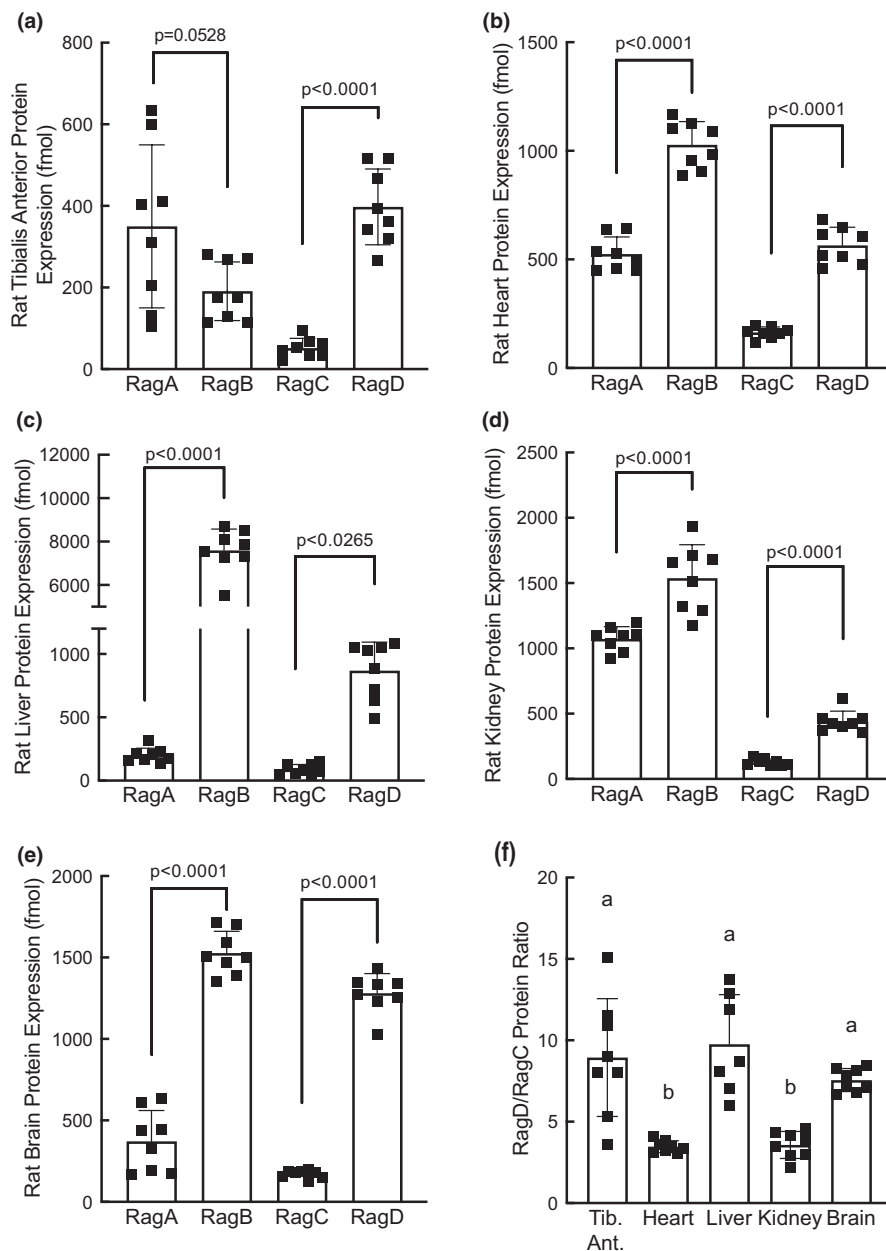 (a)
Rat Tibialis Anterior Protein
Expression (fmol)
800
600
400
200
0
p=0.0528
p<0.0001
RagA RagB RagC RagD
(b)
Rat Heart Protein Expression (fmol)
1500
1000
500
0
p<0.0001
p<0.0001
RagA RagB RagC RagD
(c)
Rat Liver Protein Expression (fmol)
12000
10000
8000
6000
1000
500
0
p<0.0001
p<0.0265
RagA RagB RagC RagD
(d)
Rat Kidney Protein Expression (fmol)
2500
2000
1500
1000
500
0
p<0.0001
p<0.0001
RagA RagB RagC RagD
(e)
Rat Brain Protein Expression (fmol)
2000
1500
1000
500
0
p<0.0001
p<0.0001
RagA RagB RagC RagD
(f)
RagD/RagC Protein Ratio
20
15
10
5
0
a
b
a
b
a
Tib. Heart Liver Kidney Brain
Ant.